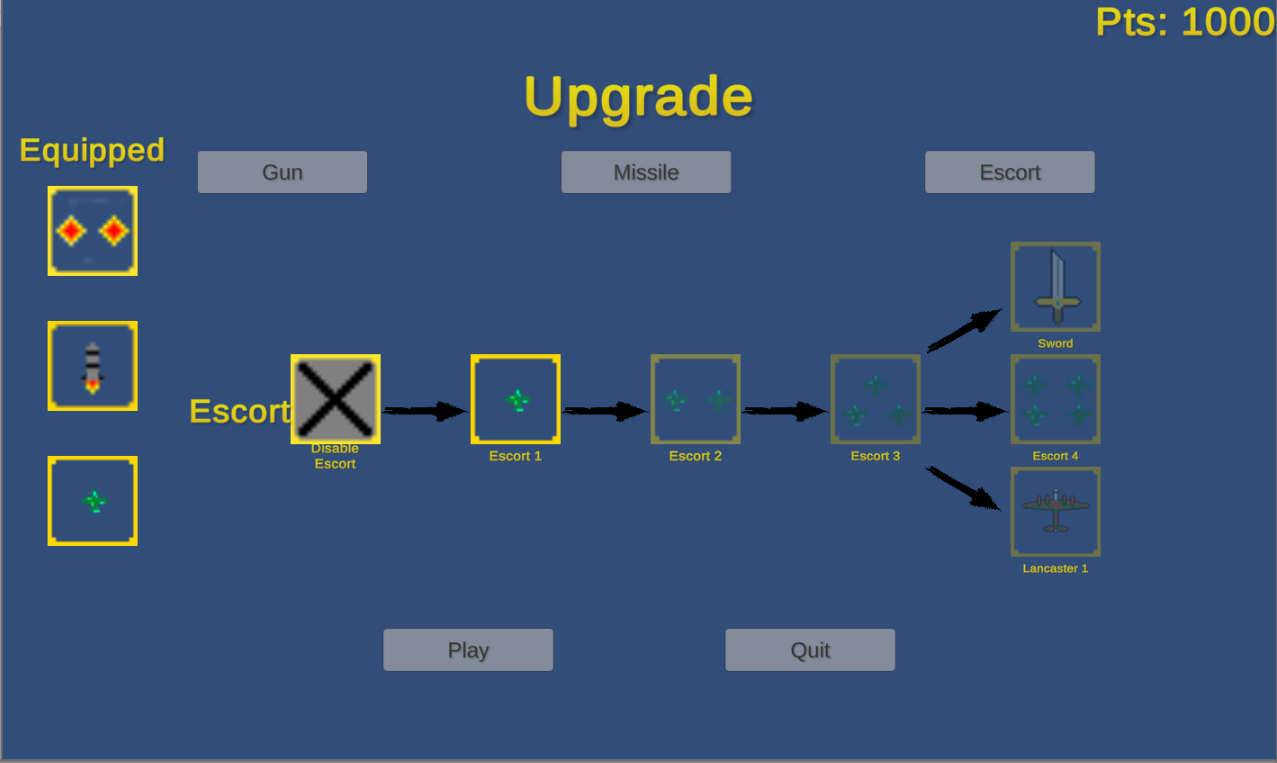 Pts: 1000
Upgrade
Equipped
Gun
Missile
Escort
Sword
Escort
Disable
Escort
Escort 1
Escort 2
Escort 3
Escort 4
Lancaster 1
Play
Quit